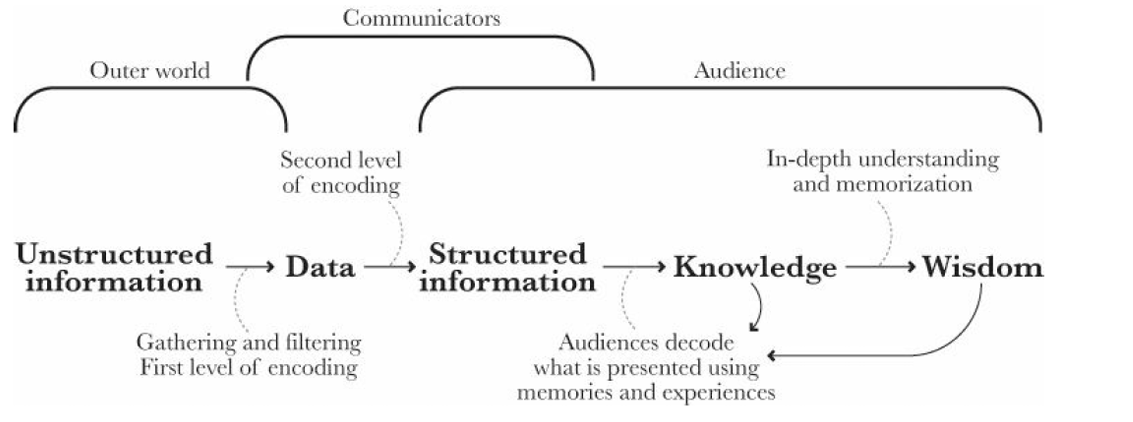 Communicators
Outer world
Audience
Second level
of encoding
In-depth understanding
and memorization
Unstructured
information
Data
Structured
information
Knowledge
Wisdom
Gathering and filtering
First level of encoding
Audiences decode
what is presented using
memories and experiences